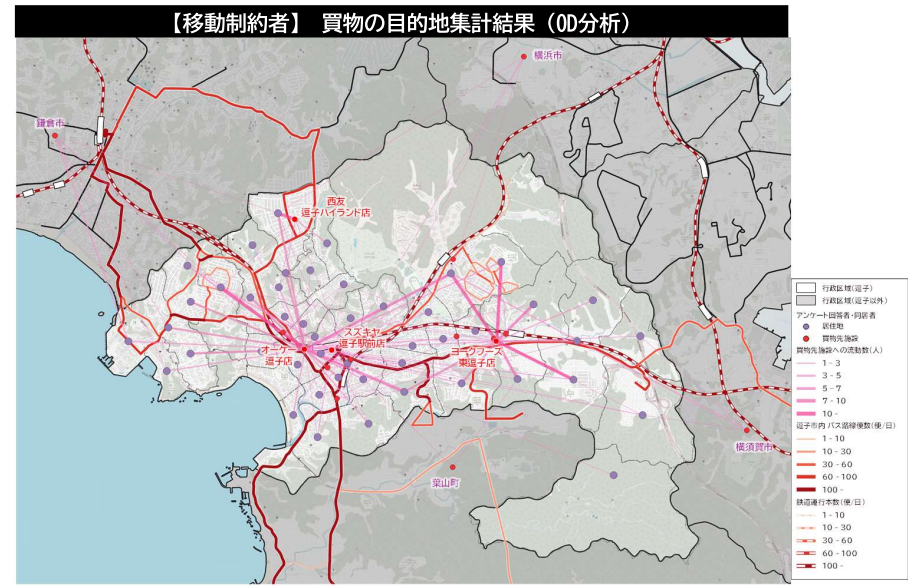 【移動制約者】 買物の目的地集計結果（OD分析）
横浜市
鎌倉市
西友
逗子ハイランド店
スズキヤ
逗子駅前店
オーケー
逗子店
ヨークフーズ
東逗子店
横須賀市
葉山町
行政区域（逗子）
行政区域（逗子以外）
アンケート回答者・同居者
居住地
買物先施設
買物先施設への流動数（人）
1 - 3
3 - 5
5 - 7
7 - 10
10 -
逗子市内 バス路線便数（便/日）
1 - 10
10 - 30
30 - 60
60 - 100
100 -
鉄道運行本数（便/日）
1 - 10
10 - 30
30 - 60
60 - 100
100 -